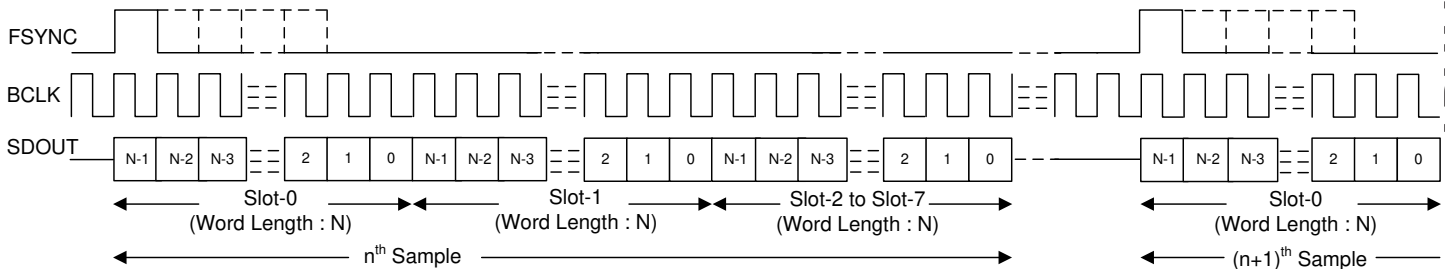 FSYNC
BCLK
SDOUT N-1 N-2 N-3 2 1 0 N-1 N-2 N-3 2 1 0 N-1 N-2 N-3 2 1 0 N-1 N-2 N-3 2 1 0
Slot-0 Slot-1 Slot-2 to Slot-7 Slot-0
(Word Length : N) (Word Length : N) (Word Length : N) (Word Length : N)
nth Sample (n+1)th Sample